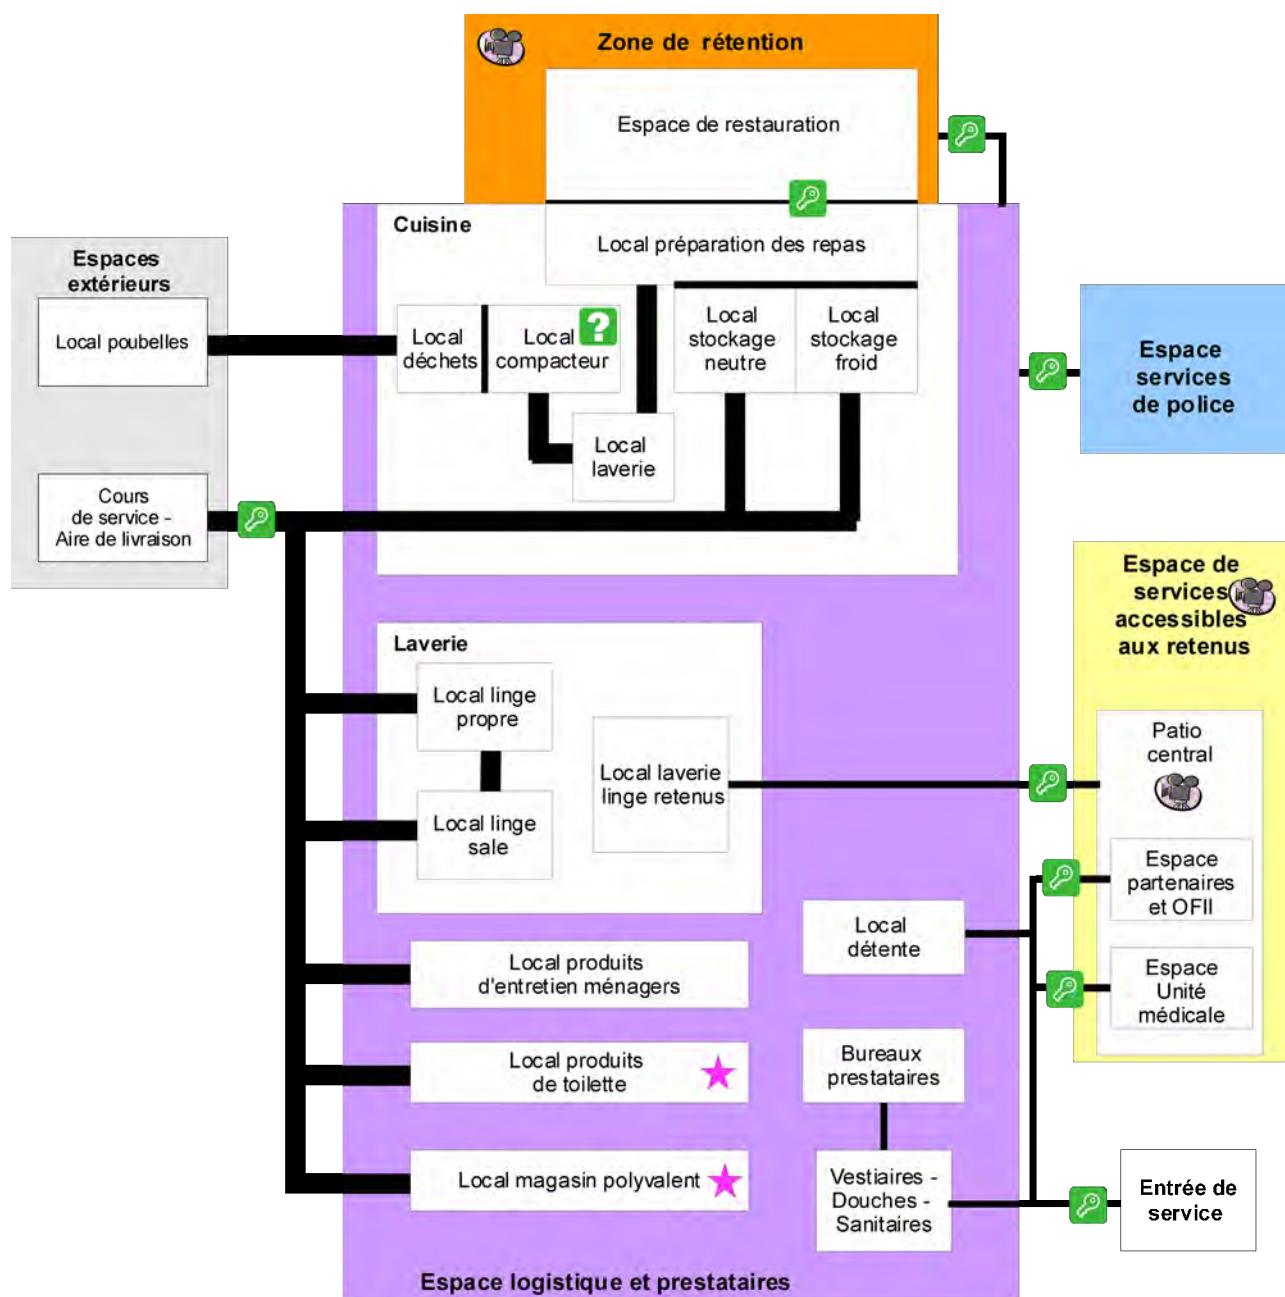 Zone de rétention
Espace de restauration
Cuisine
Local préparation des repas
Espaces
extérieurs
Local poubelles
Local
déchets
Local
compacteur
?
Local
stockage
neutre
Local
stockage
froid
Local
laverie
Espace
services
de police
Cours
de service -
Aire de livraison
Espace de
services
accessibles
aux retenus
Laverie
Local linge
propre
Local laverie
linge retenus
Local linge
sale
Patio
central
Espace
partenaires
et OFII
Local
détente
Espace
Unité
médicale
Local produits
d'entretien ménagers
Local produits
de toilette
Bureaux
prestataires
Local magasin polyvalent
Vestiaires -
Douches -
Sanitaires
Entrée de
service
Espace logistique et prestataires